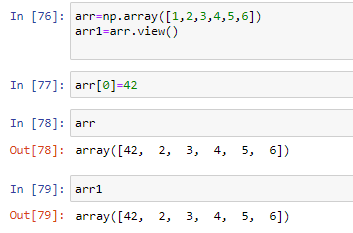 In [76]: arr=np.array([1,2,3,4,5,6])
arr1=arr.view()
In [77]: arr[0]=42
In [78]: arr
Out[78]: array([42,  2,  3,  4,  5,  6])
In [79]: arr1
Out[79]: array([42,  2,  3,  4,  5,  6])